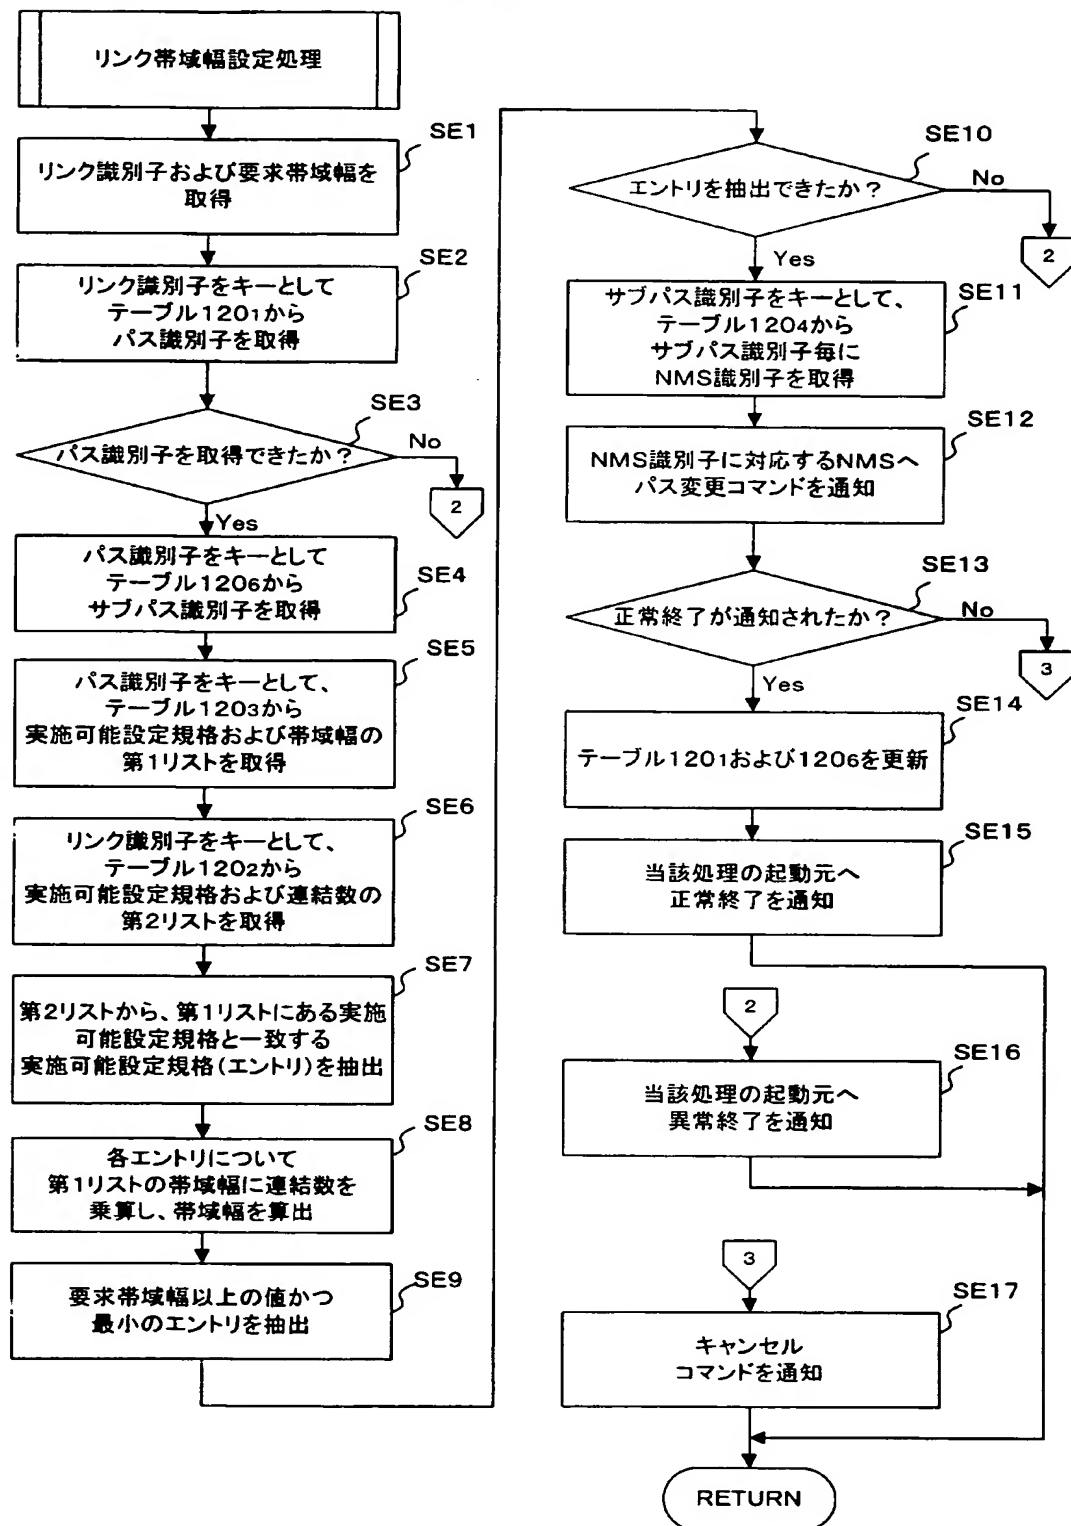 リンク帯域幅設定処理
SE1
リンク識別子および要求帯域幅を
取得
SE2
リンク識別子をキーとして
テーブル1201から
パス識別子を取得
SE3
パス識別子を取得できたか？
No
2
Yes
パス識別子をキーとして
テーブル1206から
サブパス識別子を取得
SE4
SE5
パス識別子をキーとして、
テーブル1203から
実施可能設定規格および帯域幅の
第1リストを取得
SE6
リンク識別子をキーとして、
テーブル1202から
実施可能設定規格および連結数の
第2リストを取得
SE7
第2リストから、第1リストにある実施
可能設定規格と一致する
実施可能設定規格(エントリ)を抽出
SE8
各エントリについて
第1リストの帯域幅に連結数を
乗算し、帯域幅を算出
SE9
要求帯域幅以上の値かつ
最小のエントリを抽出
SE10
エントリを抽出できたか？
No
2
Yes
サブパス識別子をキーとして、
テーブル1204から
サブパス識別子毎に
NMS識別子を取得
SE11
SE12
NMS識別子に対応するNMSへ
パス変更コマンドを通知
SE13
正常終了が通知されたか？
No
3
Yes
SE14
テーブル1201および1206を更新
SE15
当該処理の起動元へ
正常終了を通知
2
SE16
当該処理の起動元へ
異常終了を通知
3
SE17
キャンセル
コマンドを通知
RETURN